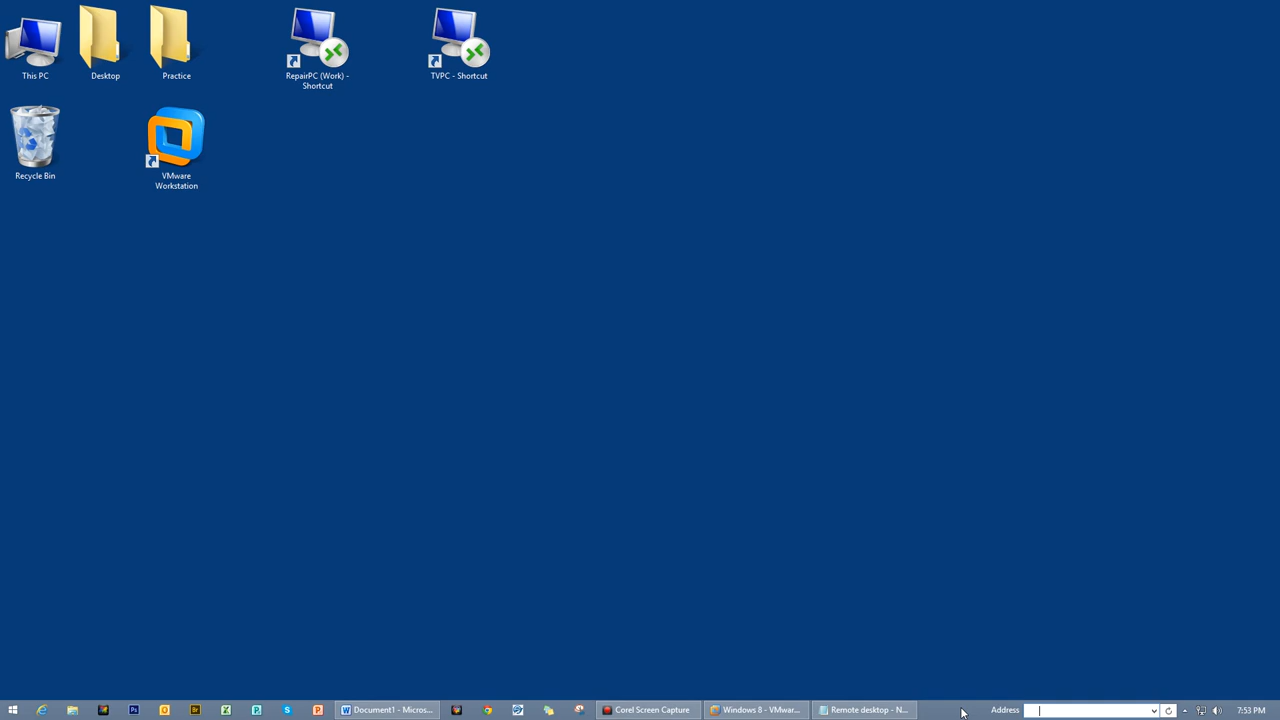 This PC
Desktop
Practice
RepairPC (Work) -
Shortcut
TVPC - Shortcut
Recycle Bin
VMware
Workstation
Document1 - Micros...
Corel Screen Capture
Windows 8 - VMwar...
Remote desktop - N...
Address
7:53 PM